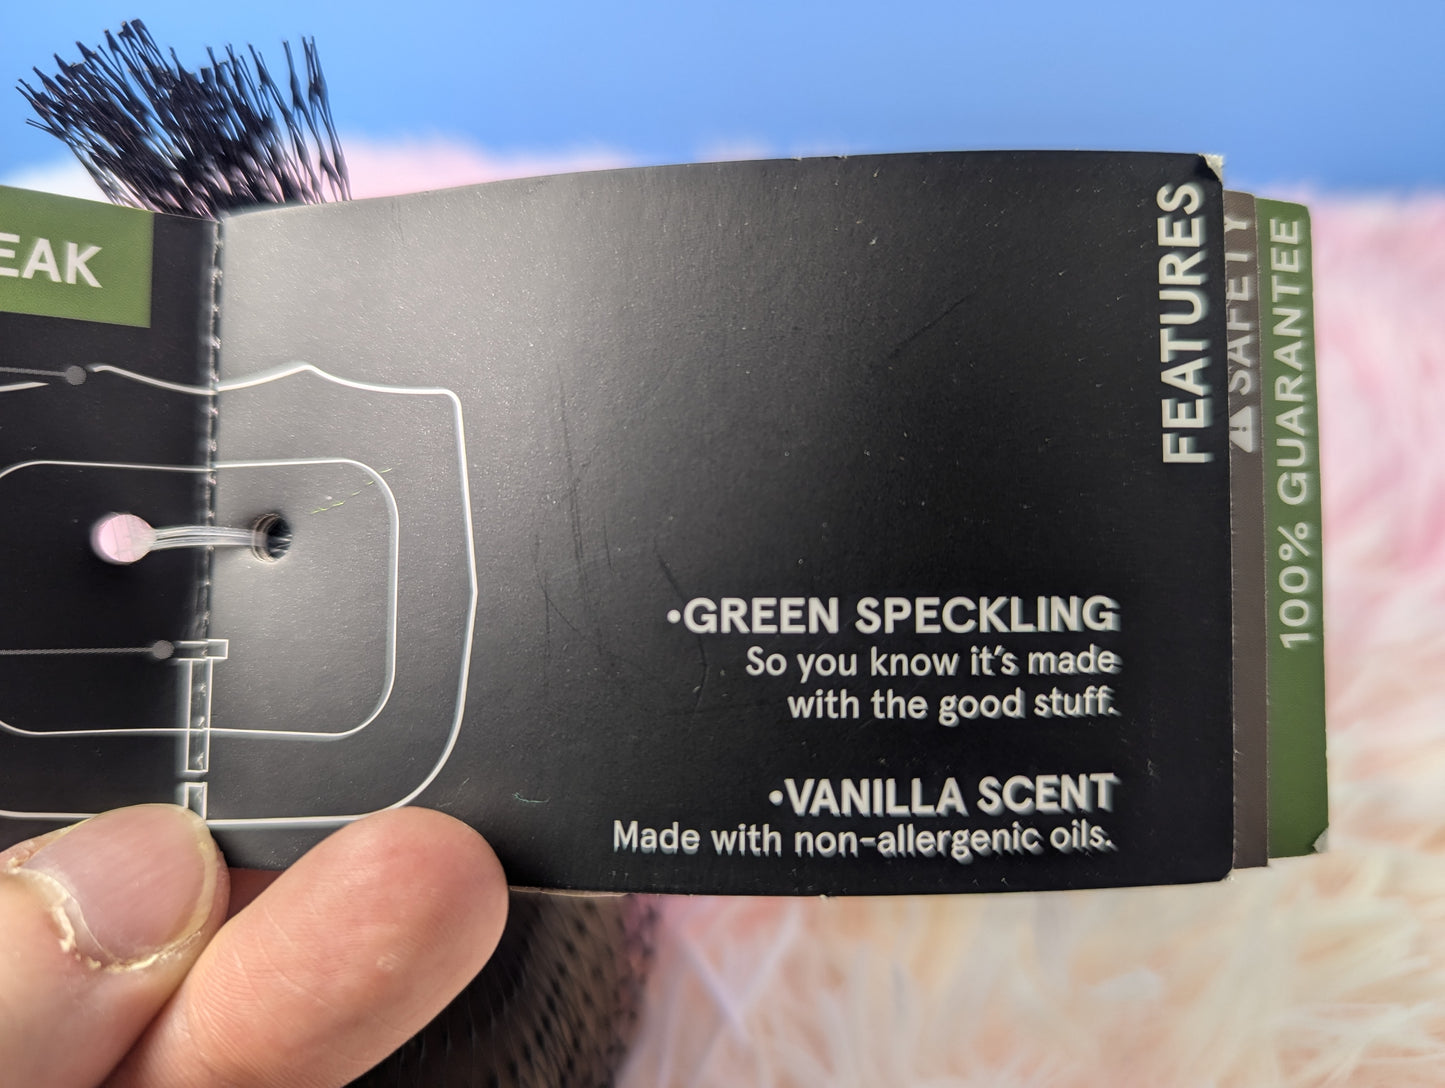 EAK
FEATURES
SAFETY
100% GUARANTEE
•GREEN SPECKLING
So you know it's made
with the good stuff.
•VANILLA SCENT
Made with non-allergenic oils.